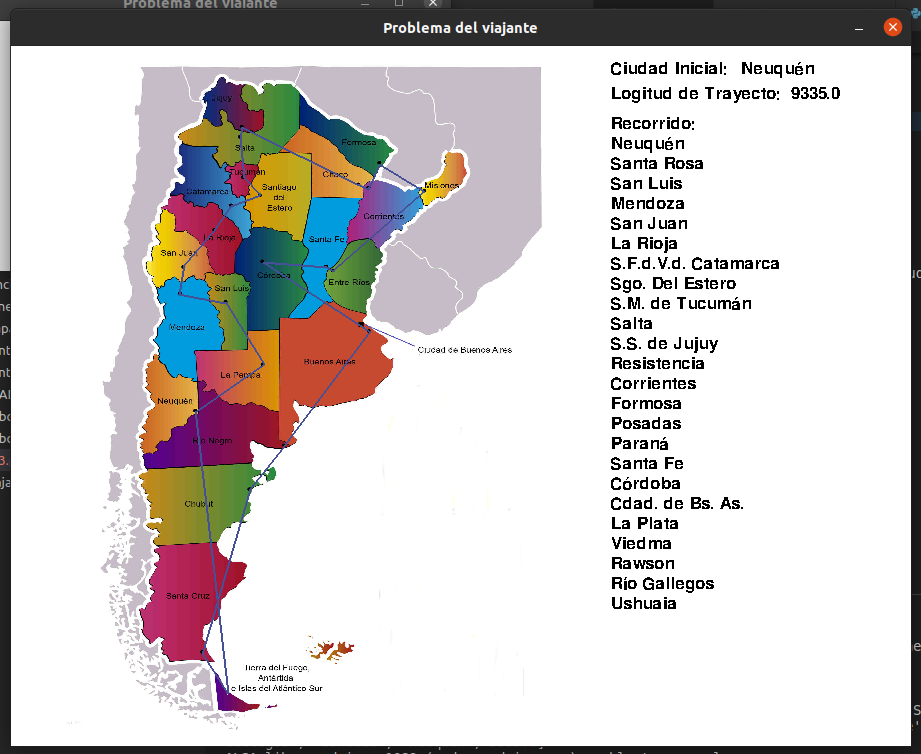 Problema del viajante
Problema del viajante
Ciudad Inicial: Neuquén
Logitud de Trayecto: 9335.0
Recorrido:
Neuquén
Santa Rosa
San Luis
Mendoza
San Juan
La Rioja
S.F.d.V.d. Catamarca
Sgo. Del Estero
S.M. de Tucumán
Salta
S.S. de Jujuy
Resistencia
Corrientes
Formosa
Posadas
Paraná
Santa Fe
Córdoba
Cdad. de Bs. As.
La Plata
Viedma
Rawson
Río Gallegos
Ushuaia
Jujuy
Salta
Formosa
Chaco
Tucumán
Misiones
Catamarca
Santiago
del
Estero
Corrientes
La Rioja
Santa Fe
San Juan
Córdoba
Entre Ríos
San Luis
Mendoza
Ciudad de Buenos Aires
Buenos Aires
La Pampa
Neuquén
Río Negro
Chubut
Santa Cruz
Tierra del Fuego,
Antártida
e Islas del Atlántico Sur